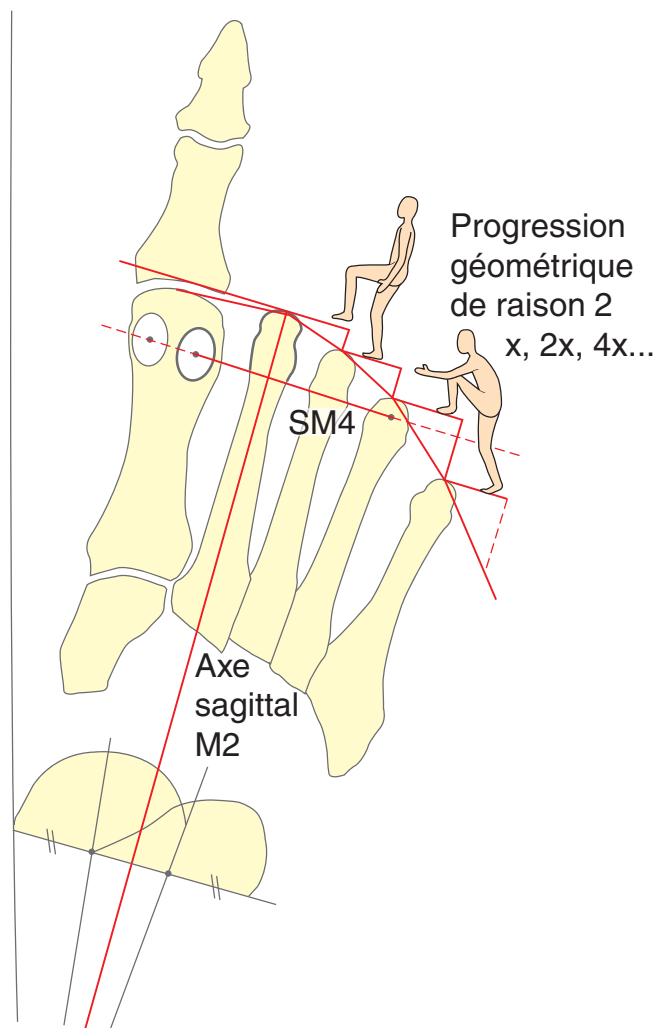 Progression
géométrique
de raison 2
x, 2x, 4x...
SM4
Axe
sagittal
M2